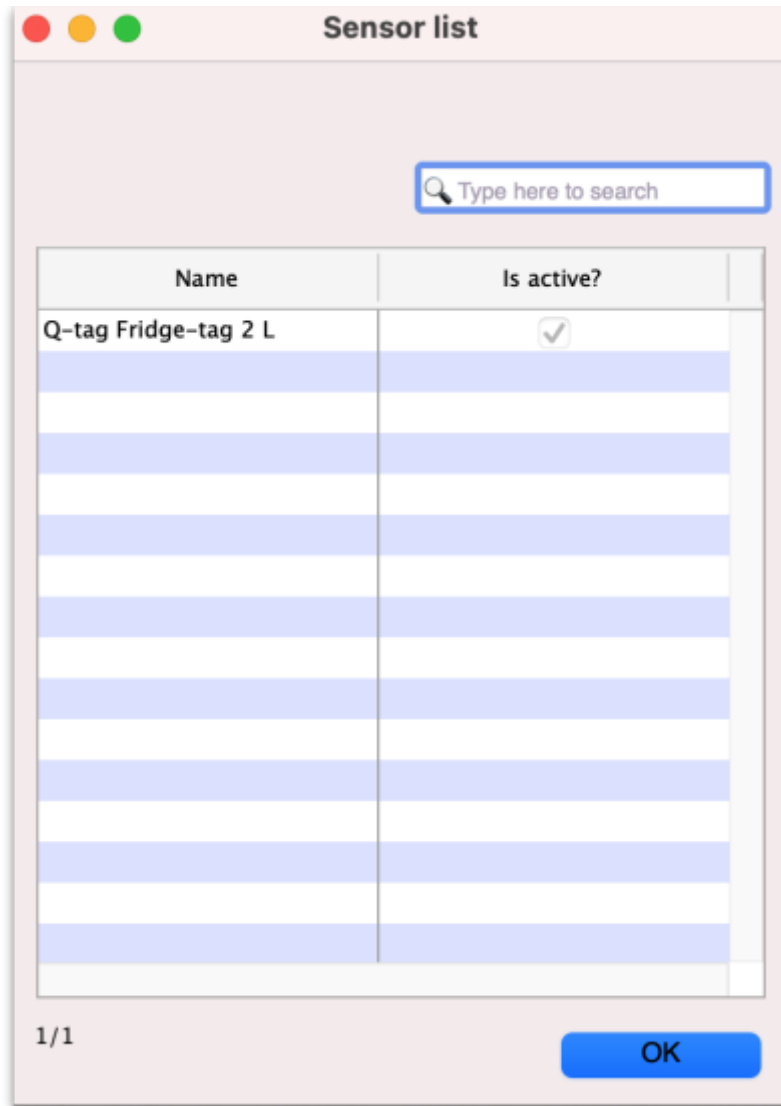 Sensor list
Type here to search
Name Is active?
Q-tag Fridge-tag 2 L
1/1
OK